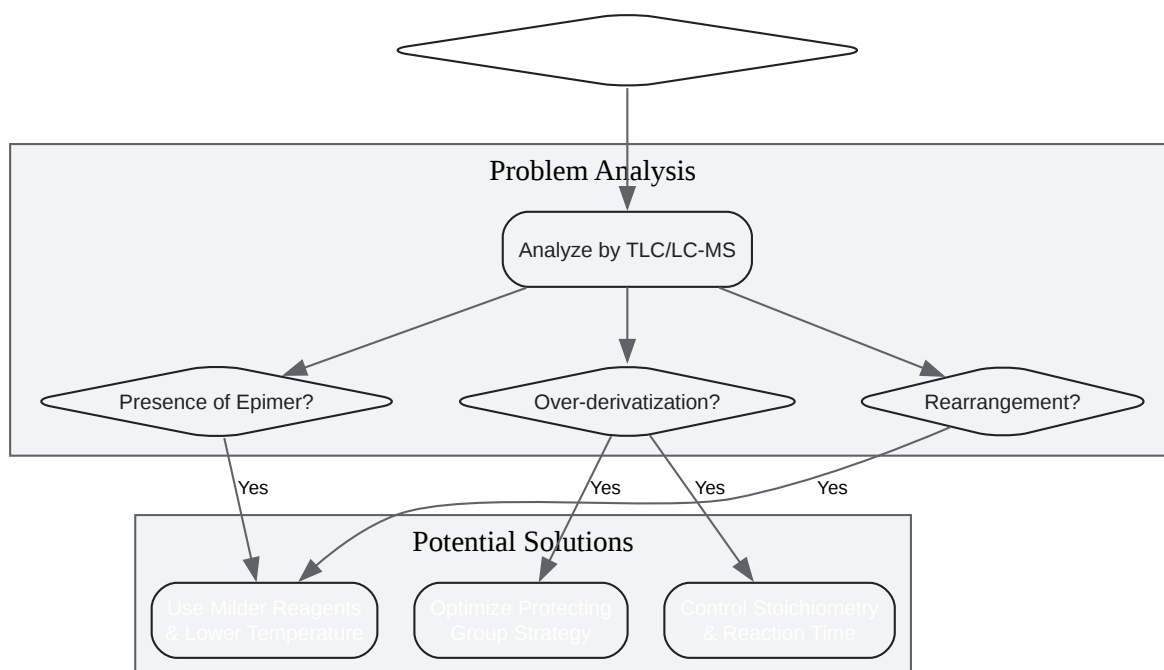 Problem Analysis
Analyze by TLC/LC-MS
Presence of Epimer?
Over-derivatization?
Rearrangement?
Yes
Yes
Yes
Yes
Potential Solutions
Use Milder Reagents
& Lower Temperature
Optimize Protecting
Group Strategy
Control Stoichiometry
& Reaction Time